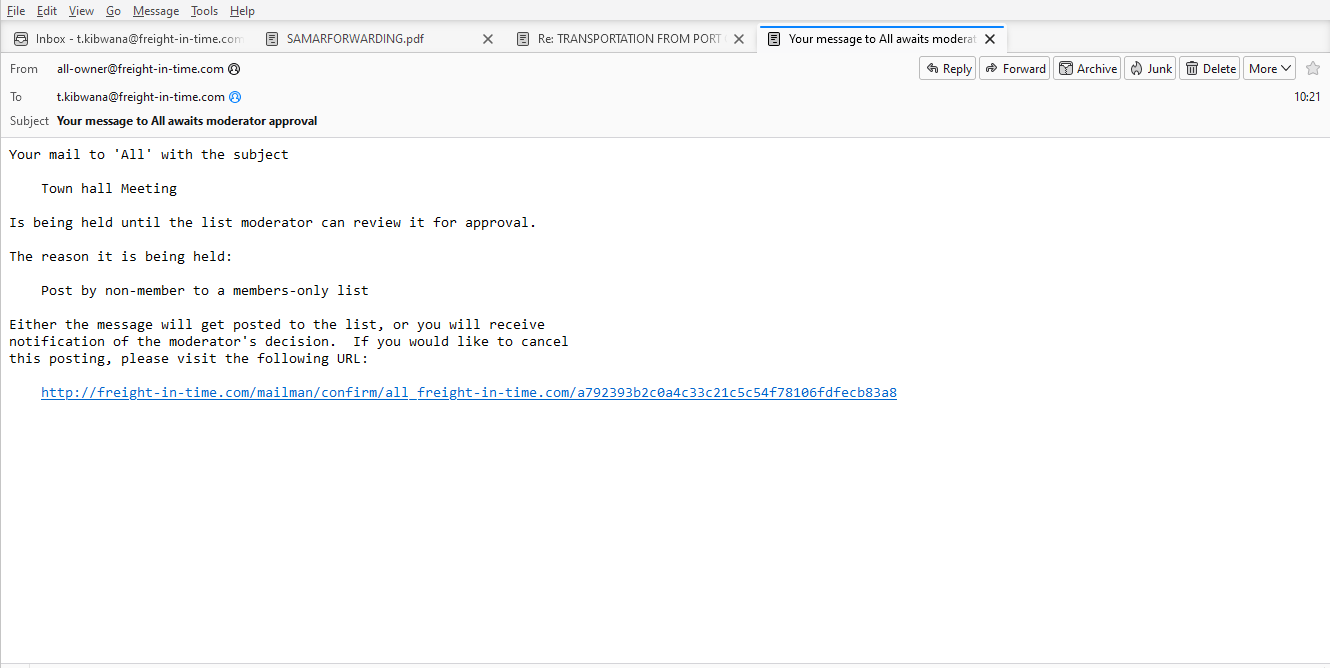 File Edit View Go Message Tools Help
Inbox - t.kibwana@freight-in-time.com SAMARFORWARDING.pdf Re: TRANSPORTATION FROM PORT Your message to All awaits moderat
From all-owner@freight-in-time.com Reply Forward Archive Junk Delete More
To t.kibwana@freight-in-time.com 10:21
Subject Your message to All awaits moderator approval
Your mail to 'All' with the subject
Town hall Meeting
Is being held until the list moderator can review it for approval.
The reason it is being held:
Post by non-member to a members-only list
Either the message will get posted to the list, or you will receive
notification of the moderator's decision.  If you would like to cancel
this posting, please visit the following URL:
http://freight-in-time.com/mailman/confirm/all_freight-in-time.com/a792393b2c0a4c33c21c5c54f78106fdfecb83a8